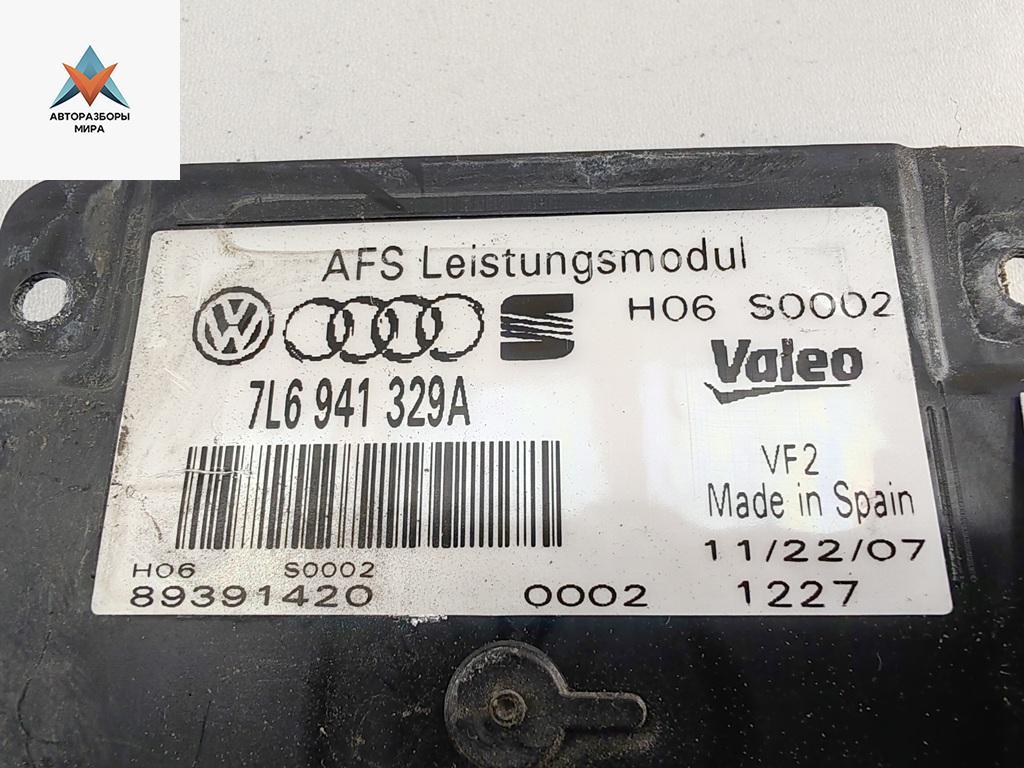 АВТОРАЗБОРЫ
МИРА
AFS Leistungsmodul
H06 S0002
Valeo
7L6 941 329A
VF2
Made in Spain
11/22/07
H06 S0002
89391420 0002 1227